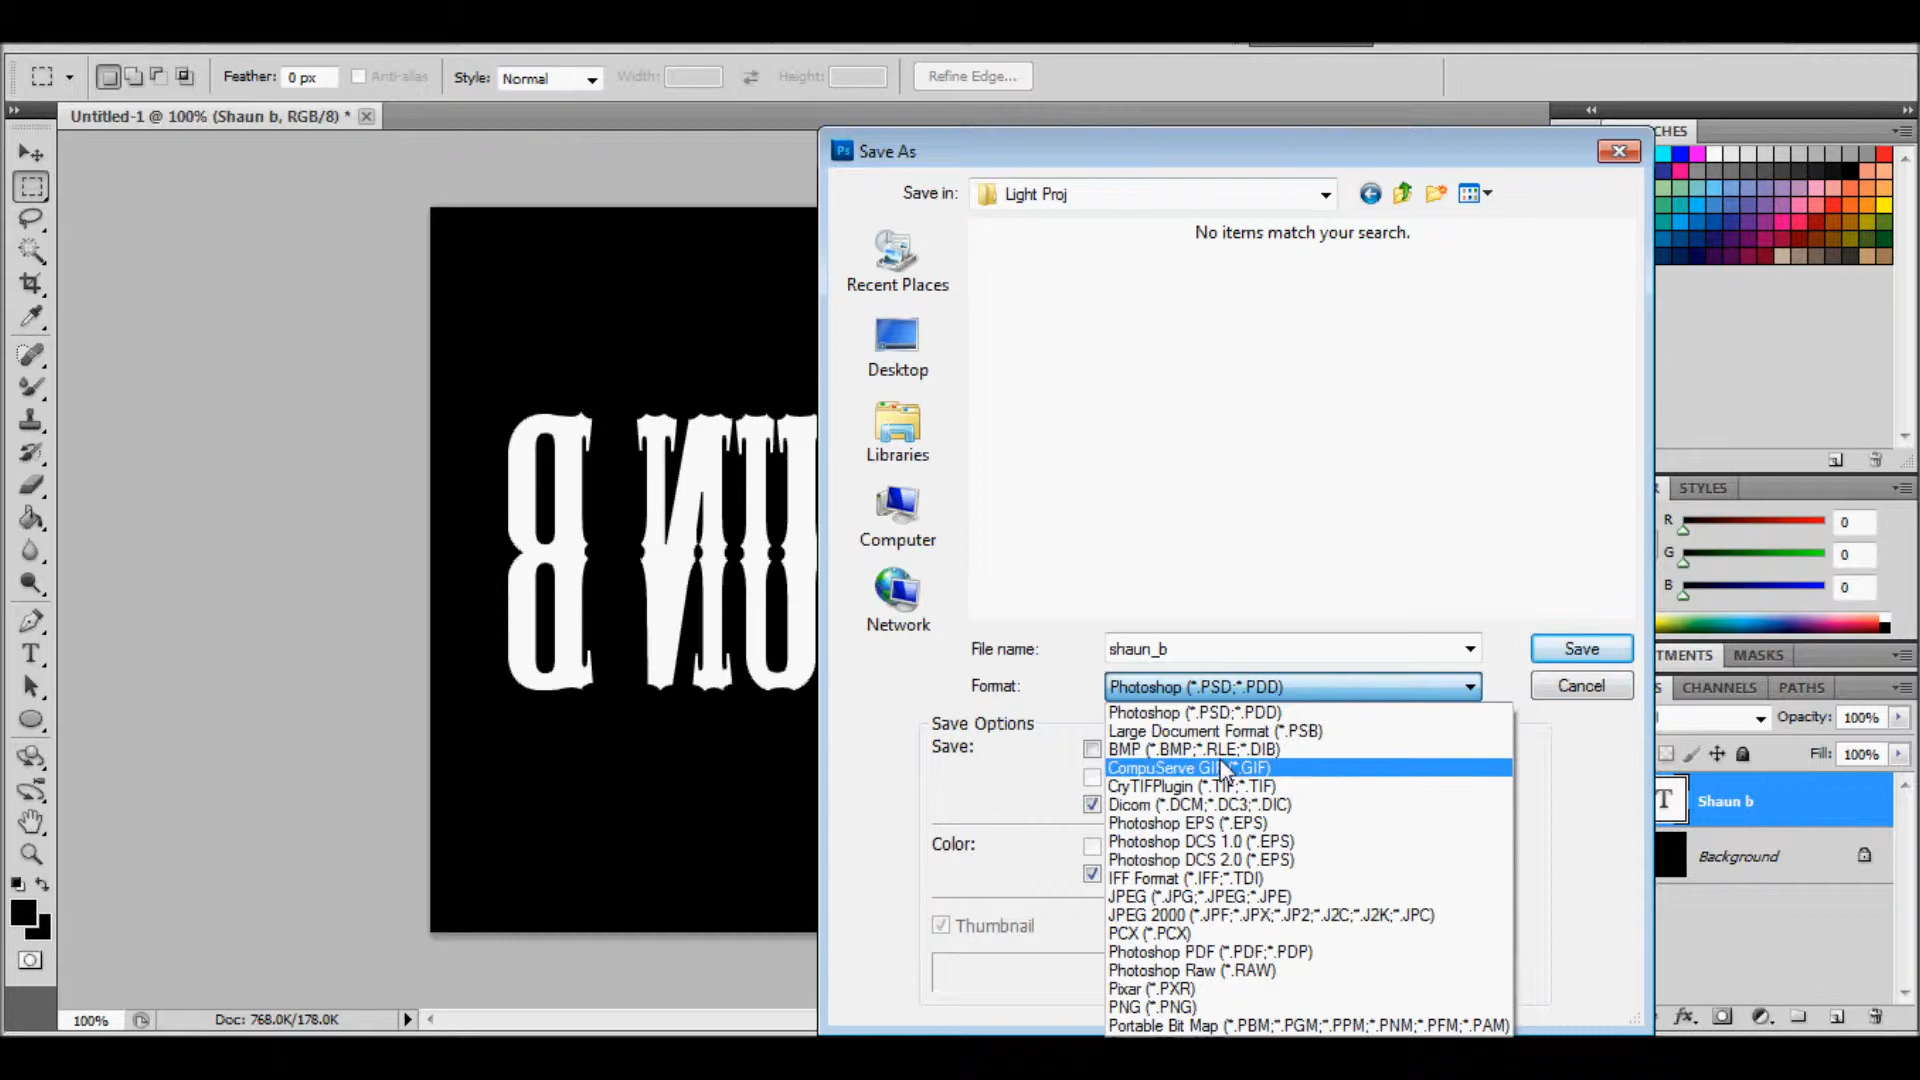 Feather: 0 px Anti-alias Style: Normal Width: Height: Refine Edge...
Untitled-1 @ 100% (Shaun b, RGB/8) *
Ps Save As
CHES
Save in: Light Proj
No items match your search.
Recent Places
Desktop
Libraries
Computer
Network
STYLES
R 0
G 0
B 0
File name: shaun_b Save
Format: Photoshop (*.PSD;*.PDD) Cancel
TMENTS MASKS
CHANNELS PATHS
Opacity: 100%
Fill: 100%
Save Options
Save:
Color:
Thumbnail
Photoshop (*.PSD;*.PDD)
Large Document Format (*.PSB)
BMP (*.BMP;*.RLE;*.DIB)
CompuServe GIF (*.GIF)
CryTIFPlugin (*.TIF;*.TIF)
Dicom (*.DCM;*.DC3;*.DIC)
Photoshop EPS (*.EPS)
Photoshop DCS 1.0 (*.EPS)
Photoshop DCS 2.0 (*.EPS)
IFF Format (*.IFF;*.TDI)
JPEG (*.JPG;*.JPEG;*.JPE)
JPEG 2000 (*.JPF;*.JPX;*.JP2;*.J2C;*.J2K;*.JPC)
PCX (*.PCX)
Photoshop PDF (*.PDF;*.PDP)
Photoshop Raw (*.RAW)
Pixar (*.PXR)
PNG (*.PNG)
Portable Bit Map (*.PBM;*.PGM;*.PPM;*.PNM;*.PFM;*.PAM)
T Shaun b
Background
UN B
100% Doc: 768.0K/178.0K
fx